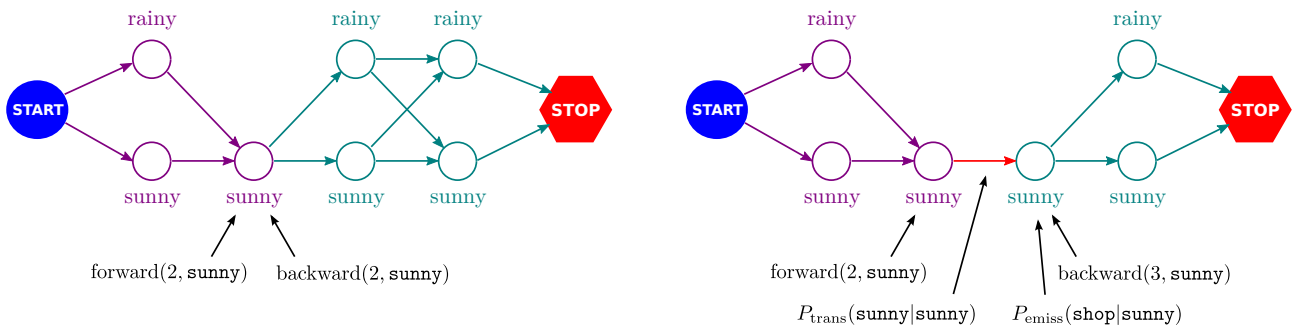 rainy rainy rainy
START STOP
sunny sunny sunny sunny
forward(2, sunny) backward(2, sunny)
rainy rainy
START STOP
sunny sunny sunny sunny
forward(2, sunny) backward(3, sunny)
P_trans(sunny|sunny) P_emiss(shop|sunny)